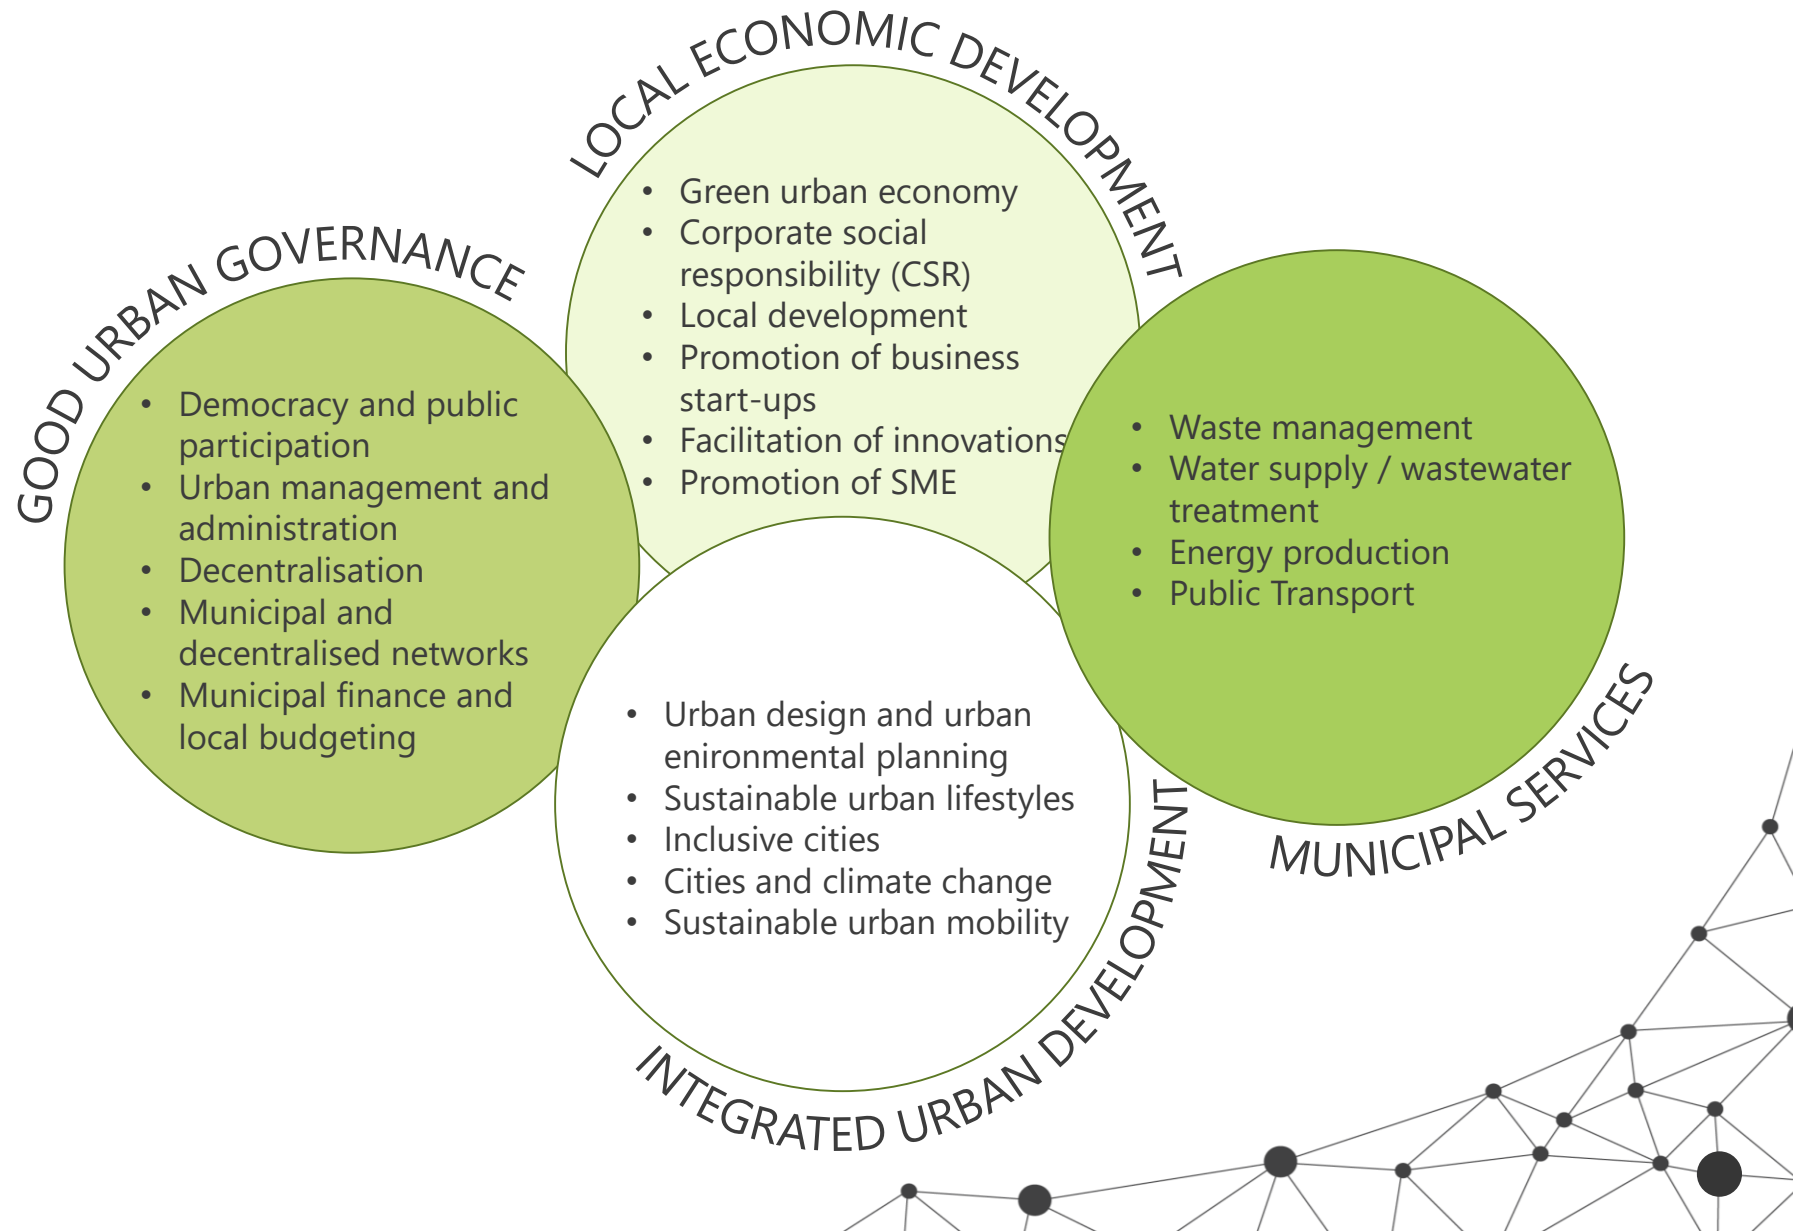 LOCAL ECONOMIC DEVELOPMENT
• Green urban economy
• Corporate social
responsibility (CSR)
• Local development
• Promotion of business
start-ups
• Facilitation of innovations
• Promotion of SME
GOOD URBAN GOVERNANCE
• Democracy and public
participation
• Urban management and
administration
• Decentralisation
• Municipal and
decentralised networks
• Municipal finance and
local budgeting
• Waste management
• Water supply / wastewater
treatment
• Energy production
• Public Transport
MUNICIPAL SERVICES
• Urban design and urban
enironmental planning
• Sustainable urban lifestyles
• Inclusive cities
• Cities and climate change
• Sustainable urban mobility
INTEGRATED URBAN DEVELOPMENT